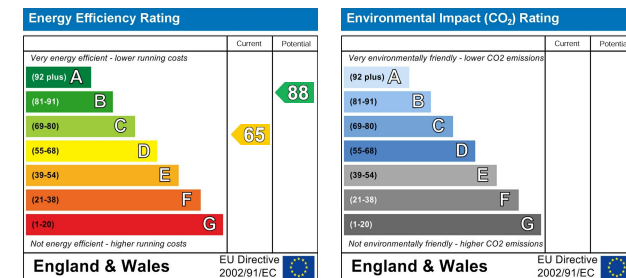 Energy Efficiency Rating
Current Potential
Very energy efficient - lower running costs
(92 plus) A
(81-91) B
(69-80) C
(55-68) D
(39-54) E
(21-38) F
(1-20) G
65
88
Not energy efficient - higher running costs
England & Wales
EU Directive
2002/91/EC
Environmental Impact (CO2) Rating
Current Potential
Very environmentally friendly - lower CO2 emissions
(92 plus) A
(81-91) B
(69-80) C
(55-68) D
(39-54) E
(21-38) F
(1-20) G
Not environmentally friendly - higher CO2 emissions
England & Wales
EU Directive
2002/91/EC